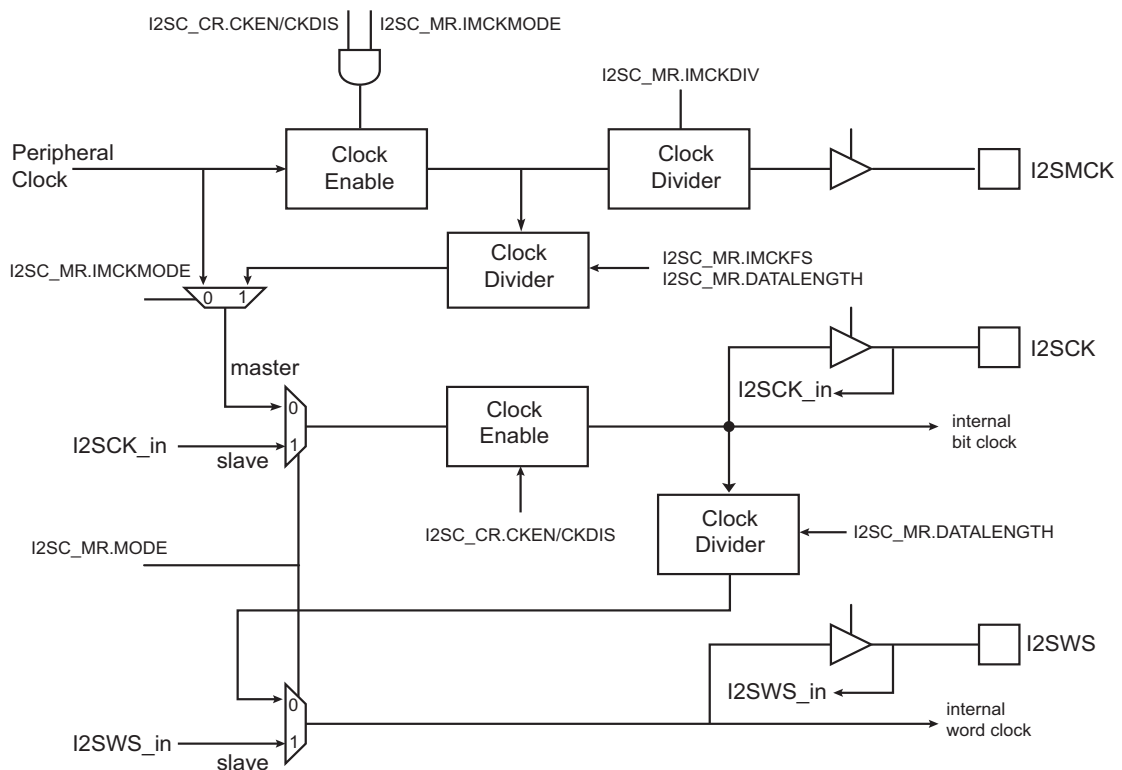 I2SC_CR.CKEN/CKDIS
I2SC_MR.IMCKMODE
I2SC_MR.IMCKDIV
Peripheral
Clock
Clock
Enable
Clock
Divider
I2SMCK
I2SC_MR.IMCKMODE
0
1
Clock
Divider
I2SC_MR.IMCKFS
I2SC_MR.DATALENGTH
I2SCK
master
I2SCK_in
0
Clock
Enable
internal
bit clock
I2SCK_in
1
slave
I2SC_CR.CKEN/CKDIS
Clock
Divider
I2SC_MR.DATALENGTH
I2SC_MR.MODE
I2SWS
I2SWS_in
0
internal
word clock
I2SWS_in
1
slave